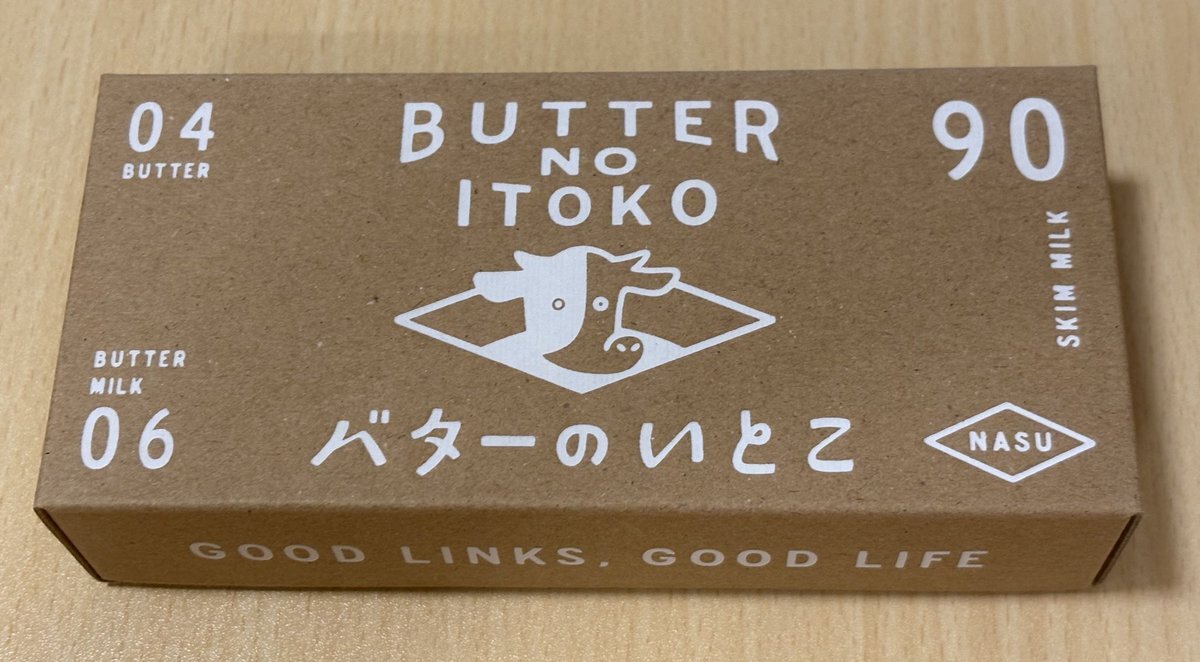 04
BUTTER
BUTTER
NO
ITOKO
90
SKIM MILK
BUTTER
MILK
06
バターのいとこ
NASU
GOOD LINKS, GOOD LIFE